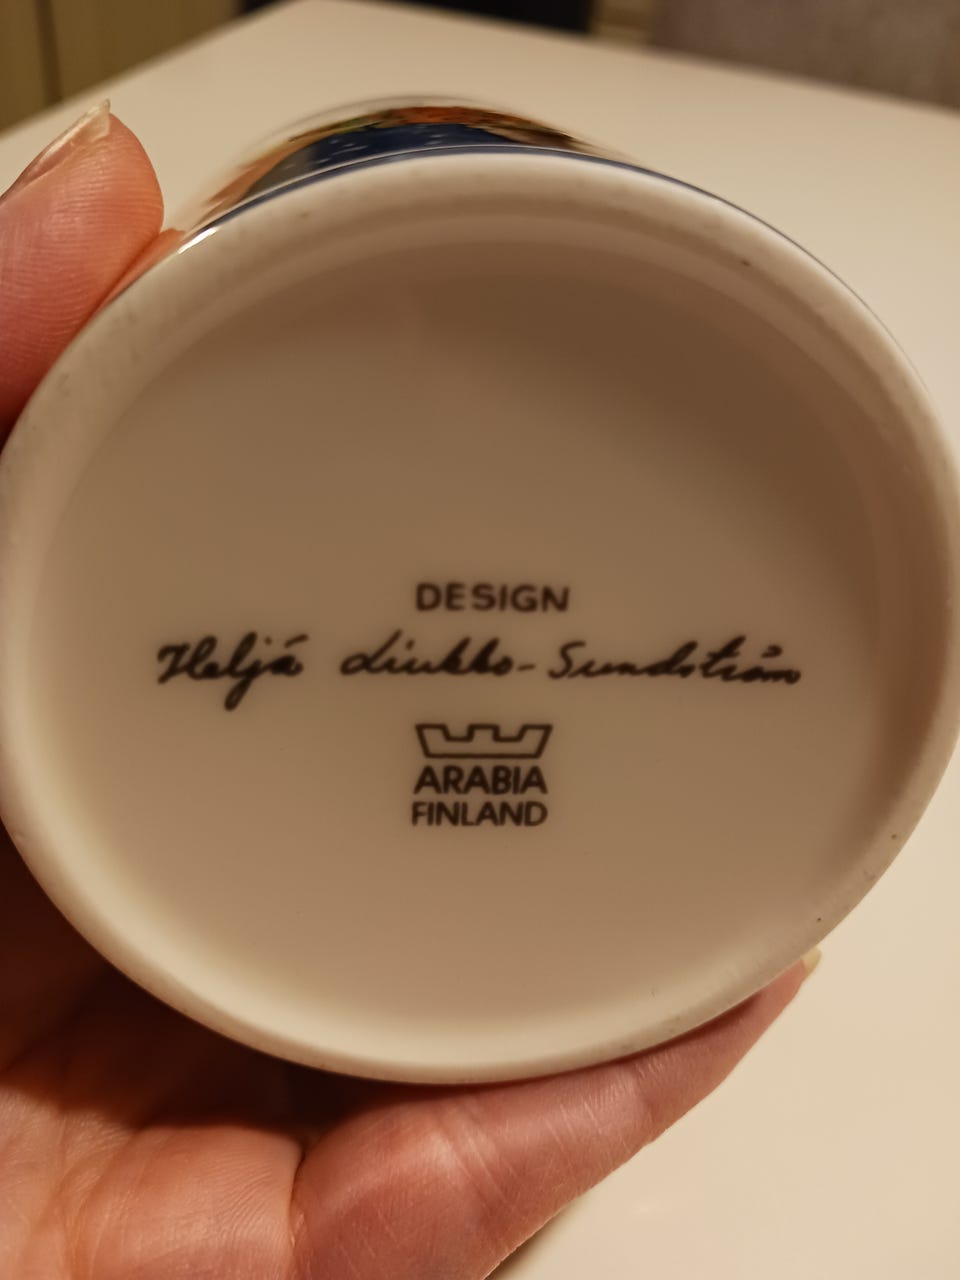 DESIGN
Heljä Liukko-Sundström
ARABIA
FINLAND